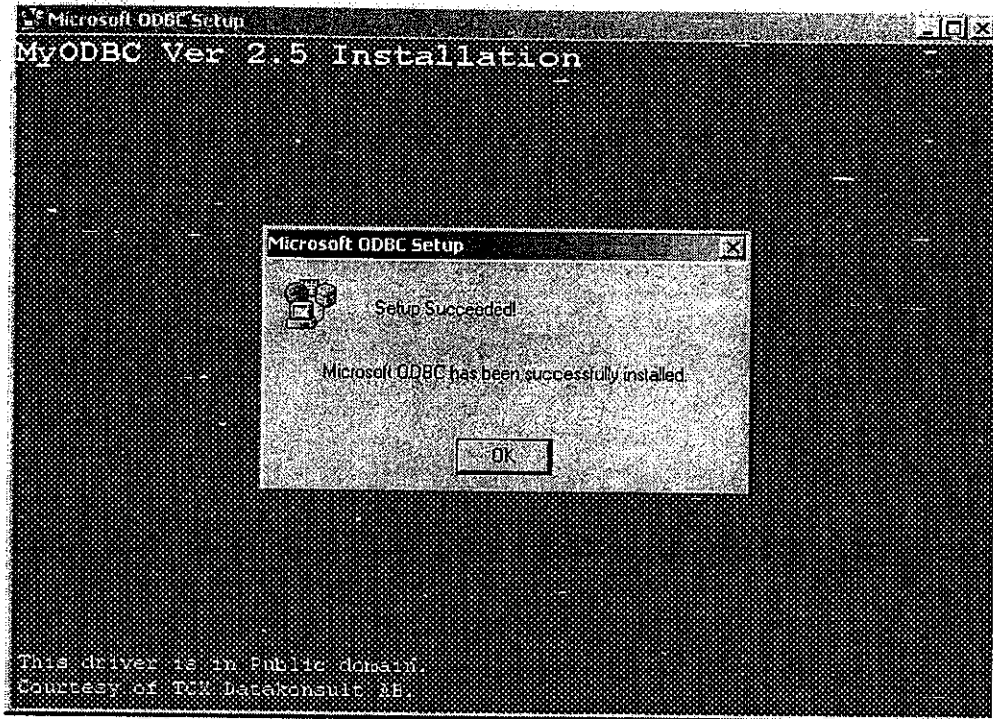 Microsoft ODBC Setup
MyODBC Ver 2.5 Installation
Microsoft ODBC Setup
Setup Succeeded!
Microsoft ODBC has been successfully installed.
OK
This driver is in Public domain.
Courtesy of TCX Datakonsult AB.